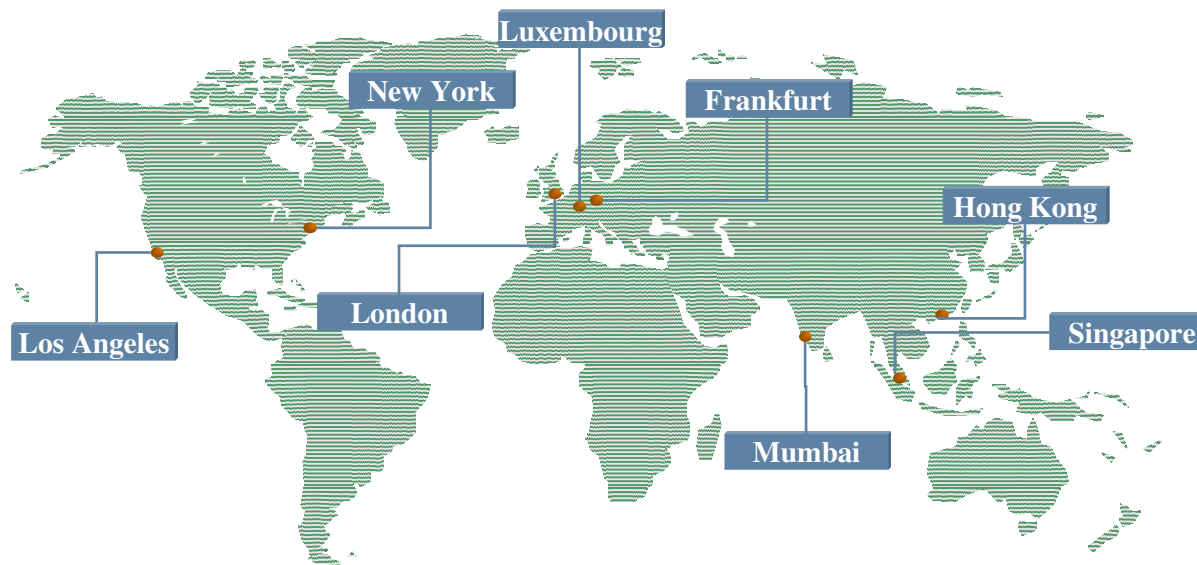 Luxembourg
New York
Frankfurt
Hong Kong
London
Los Angeles
Singapore
Mumbai